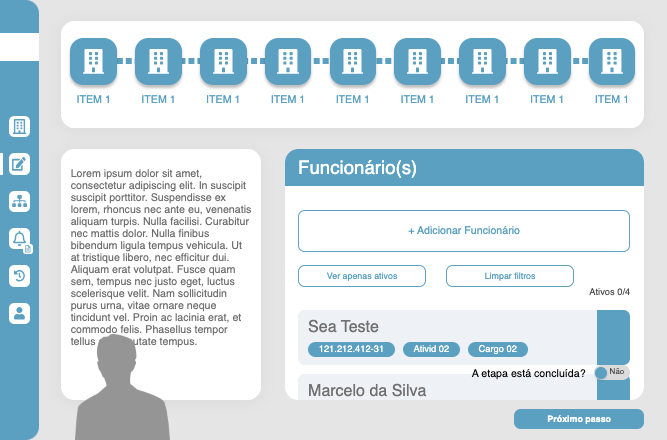 ITEM 1 ITEM 1 ITEM 1 ITEM 1 ITEM 1 ITEM 1 ITEM 1 ITEM 1 ITEM 1
Lorem ipsum dolor sit amet,
consectetur adipiscing elit. In suscipit
suscipit porttitor. Suspendisse ex
lorem, rhoncus nec ante eu, venenatis
aliquam turpis. Nulla facilisi. Curabitur
nec mattis dolor. Nulla finibus
bibendum ligula tempus vehicula. Ut
at tristique libero, nec efficitur dui.
Aliquam erat volutpat. Fusce quam
sem, tempus nec justo eget, luctus
scelerisque velit. Nam sollicitudin
purus urna, vitae ornare neque
tincidunt vel. Proin ac lacinia erat, et
commodo felis. Phasellus tempor
tellus utate tempus.
Funcionário(s)
+ Adicionar Funcionário
Ver apenas ativos Limpar filtros
Ativos 0/4
Sea Teste
121.212.412-31 Ativid 02 Cargo 02
A etapa está concluída? Não
Marcelo da Silva
Próximo passo